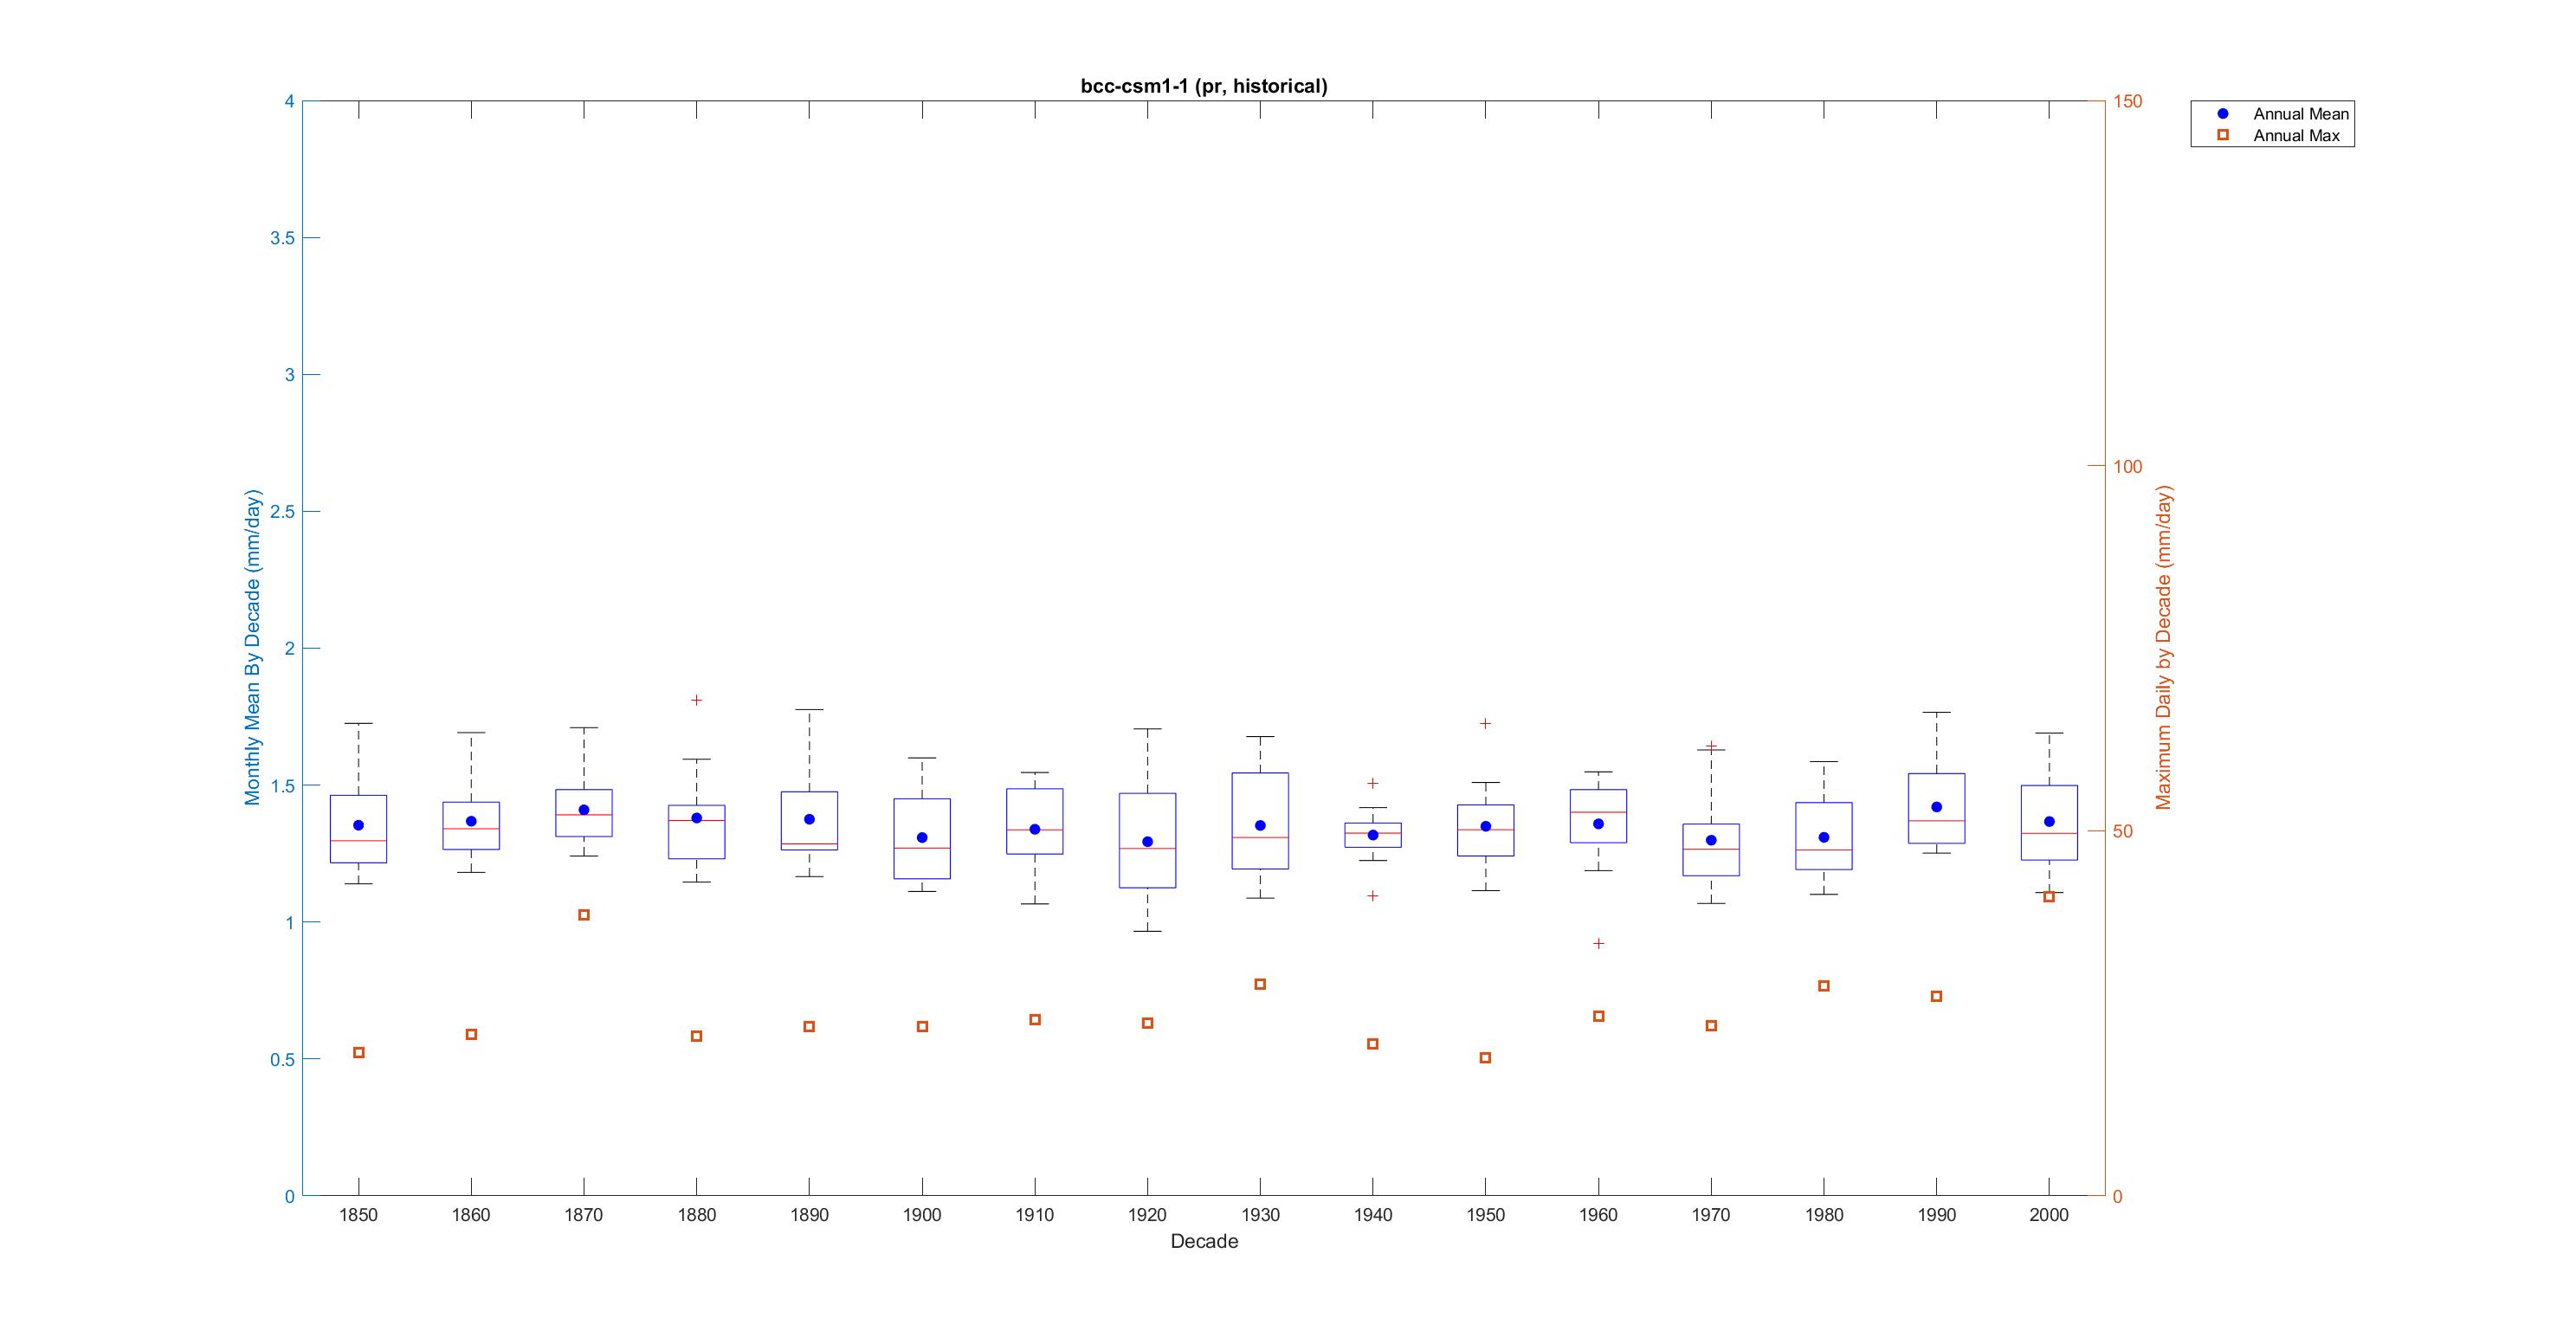 bcc-csm1-1 (pr, historical)
4
3.5
3
2.5
2
1.5
1
0.5
0
Monthly Mean By Decade (mm/day)
150
100
50
0
Maximum Daily by Decade (mm/day)
Annual Mean
Annual Max
1850 1860 1870 1880 1890 1900 1910 1920 1930 1940 1950 1960 1970 1980 1990 2000
Decade